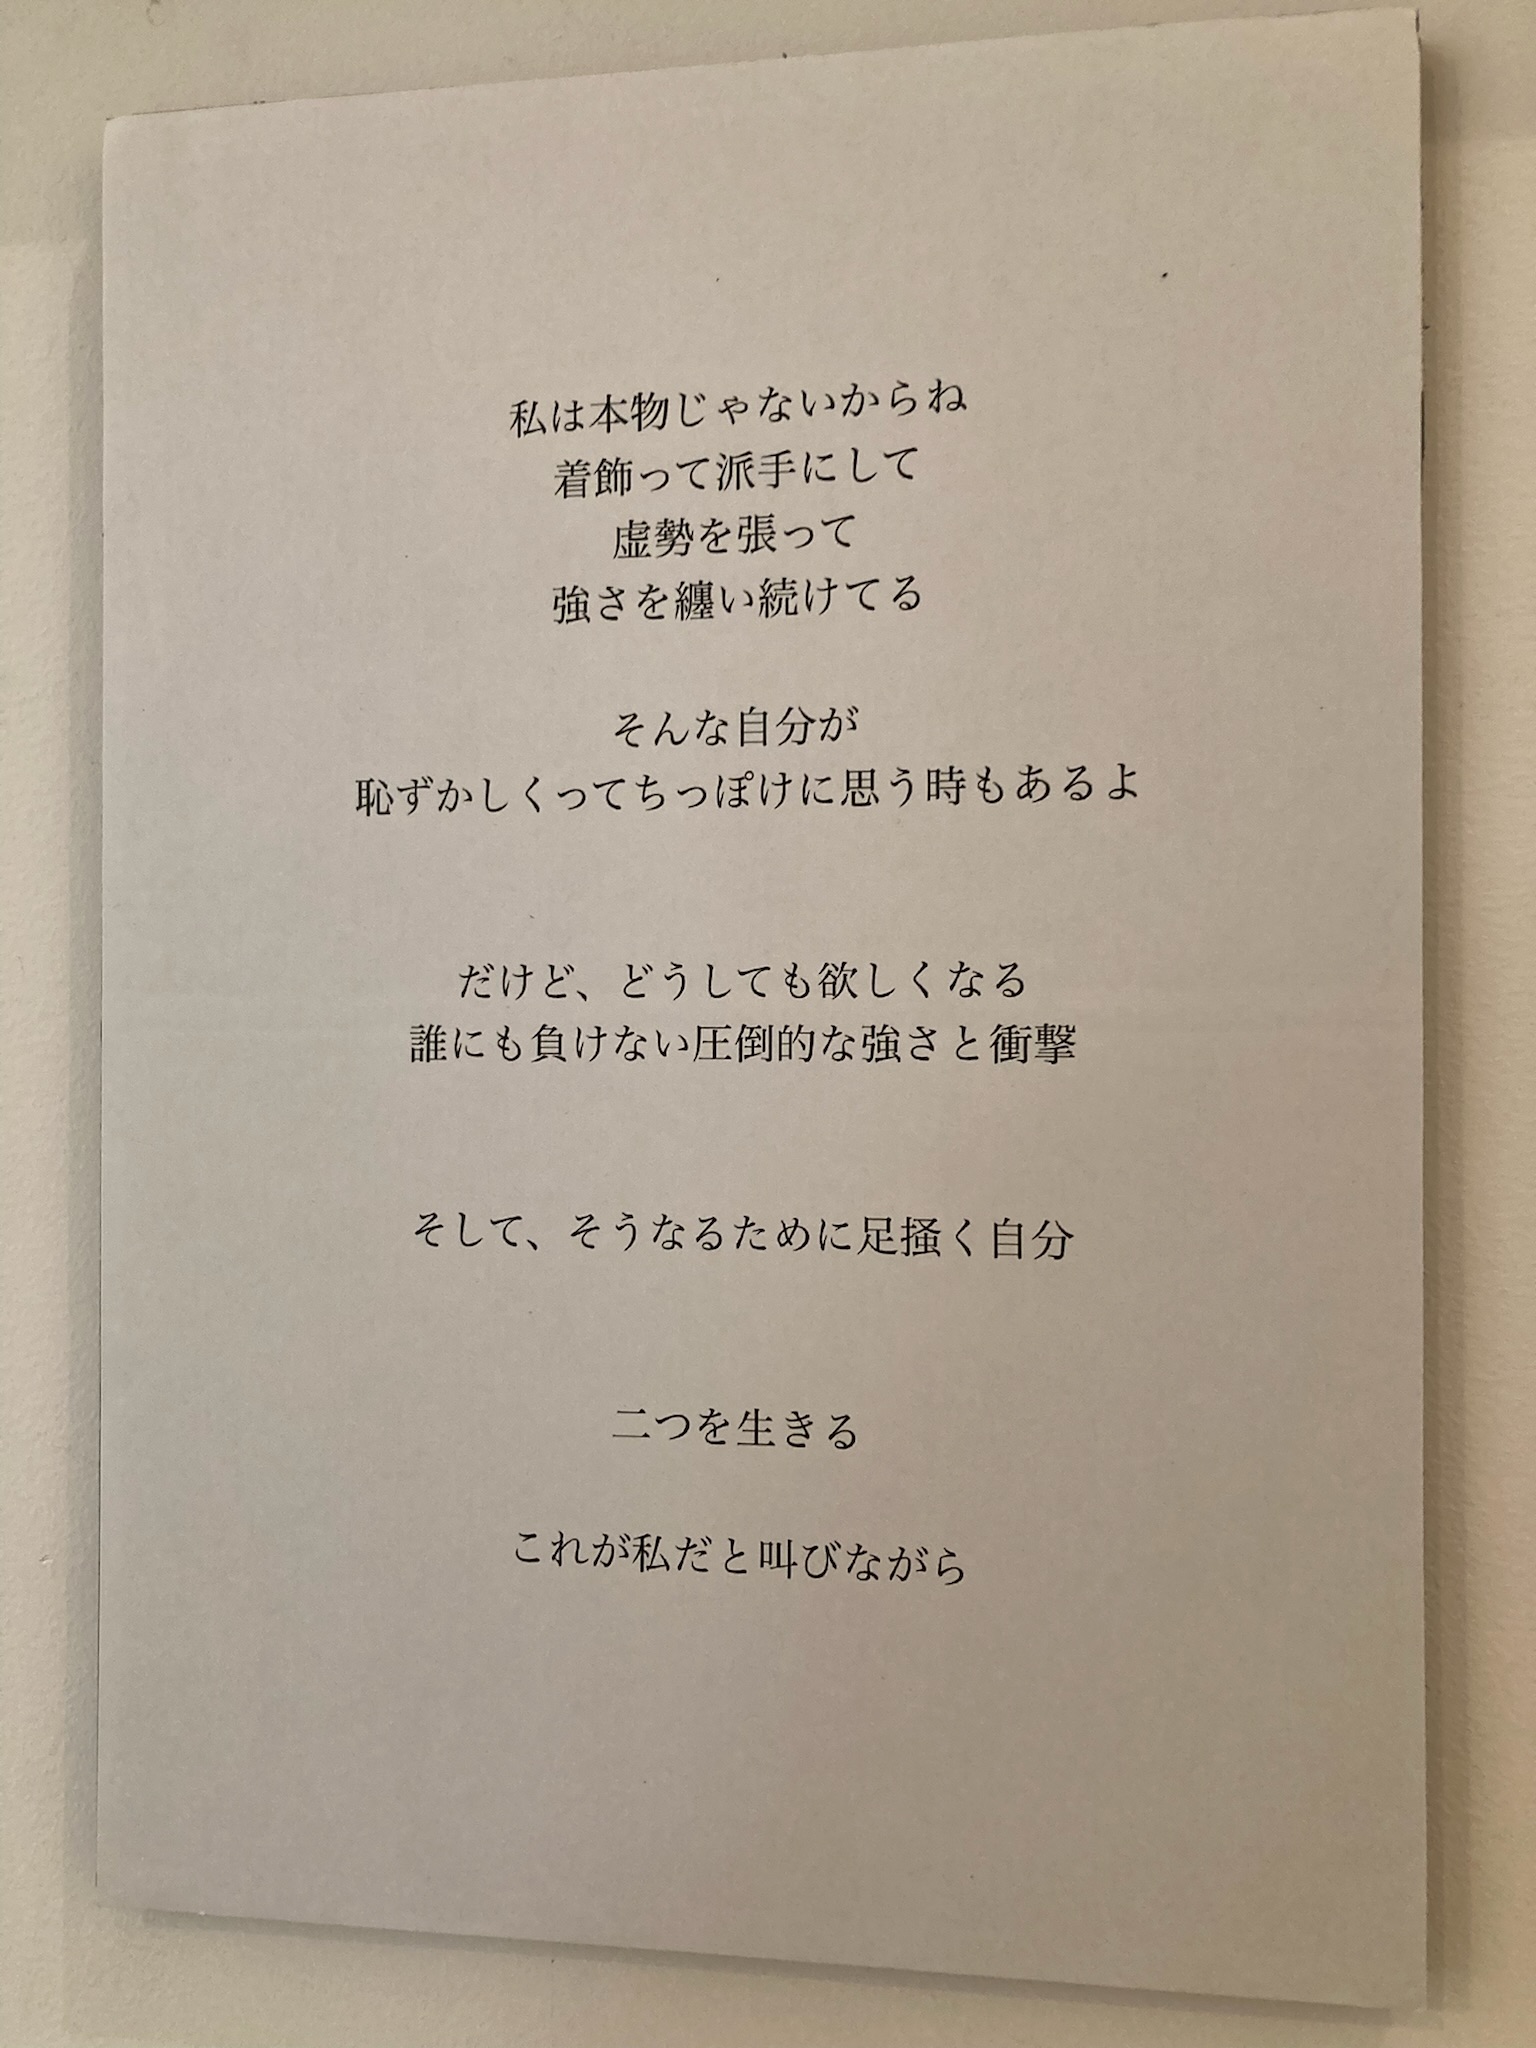 私は本物じゃないからね
着飾って派手にして
虚勢を張って
強さを纏い続けてる
そんな自分が
恥ずかしくってちっぽけに思う時もあるよ
だけど、どうしても欲しくなる
誰にも負けない圧倒的な強さと衝撃
そして、そうなるために足掻く自分
二つを生きる
これが私だと叫びながら